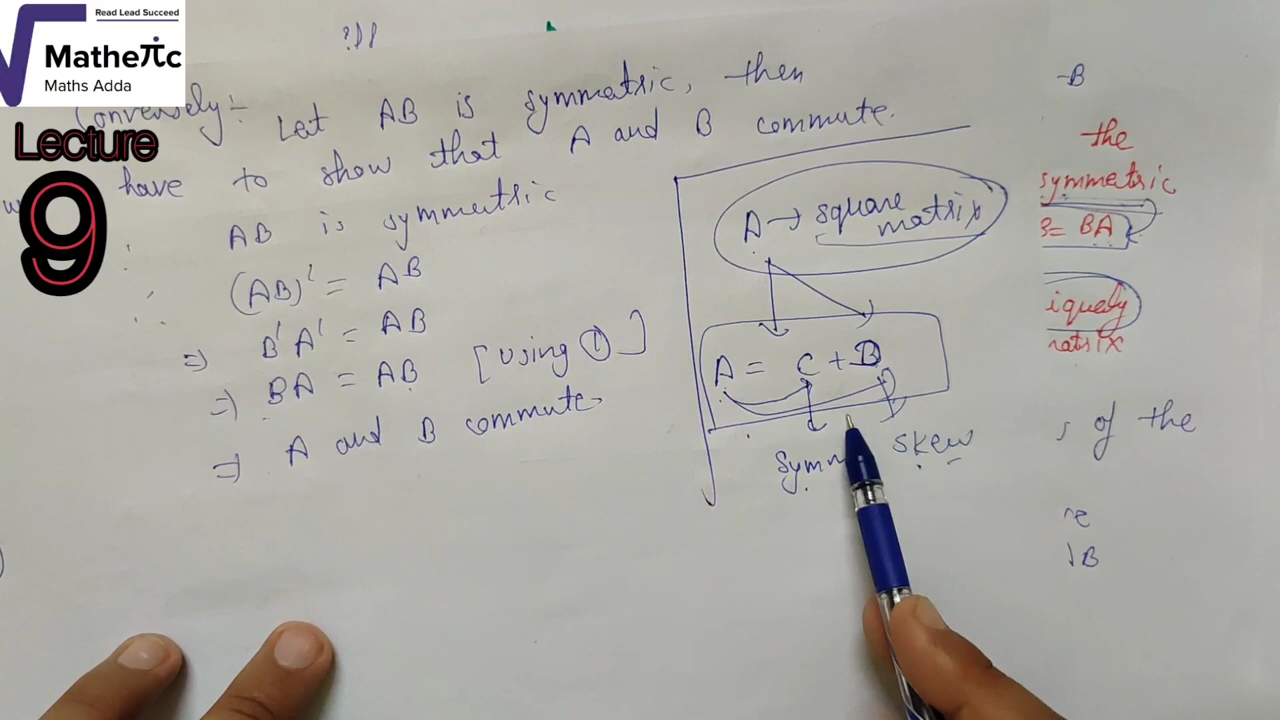 Read Lead Succeed
Matheπc
Maths Adda
Lecture
9
Conversely:- Let AB is symmetric, then
have to show that A and B commute.
AB is symmetric
(AB)' = AB
⇒ B'A' = AB
⇒ BA = AB [Using ①]
⇒ A and B commute.
A → square
matrix
A = C + B
symm
skew
-B
the
symmetric
= BA
iquely
matrix
of the
B